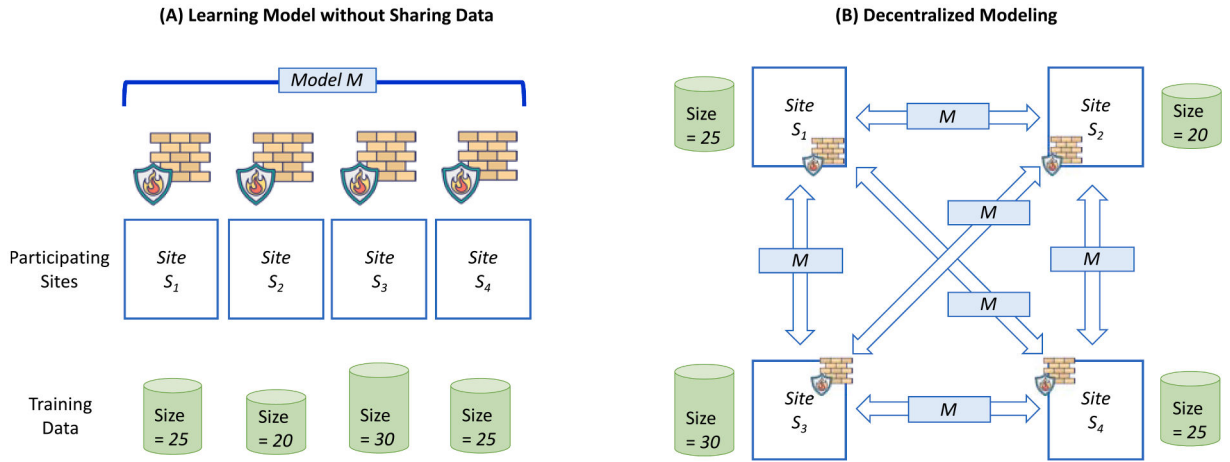 (A) Learning Model without Sharing Data
Model M
Participating
Sites
Site
S1
Site
S2
Site
S3
Site
S4
Training
Data
Size
= 25
Size
= 20
Size
= 30
Size
= 25
(B) Decentralized Modeling
Size
= 25
Site
S1
M
Site
S2
Size
= 20
M
M
M
M
Size
= 30
Site
S3
M
Site
S4
Size
= 25